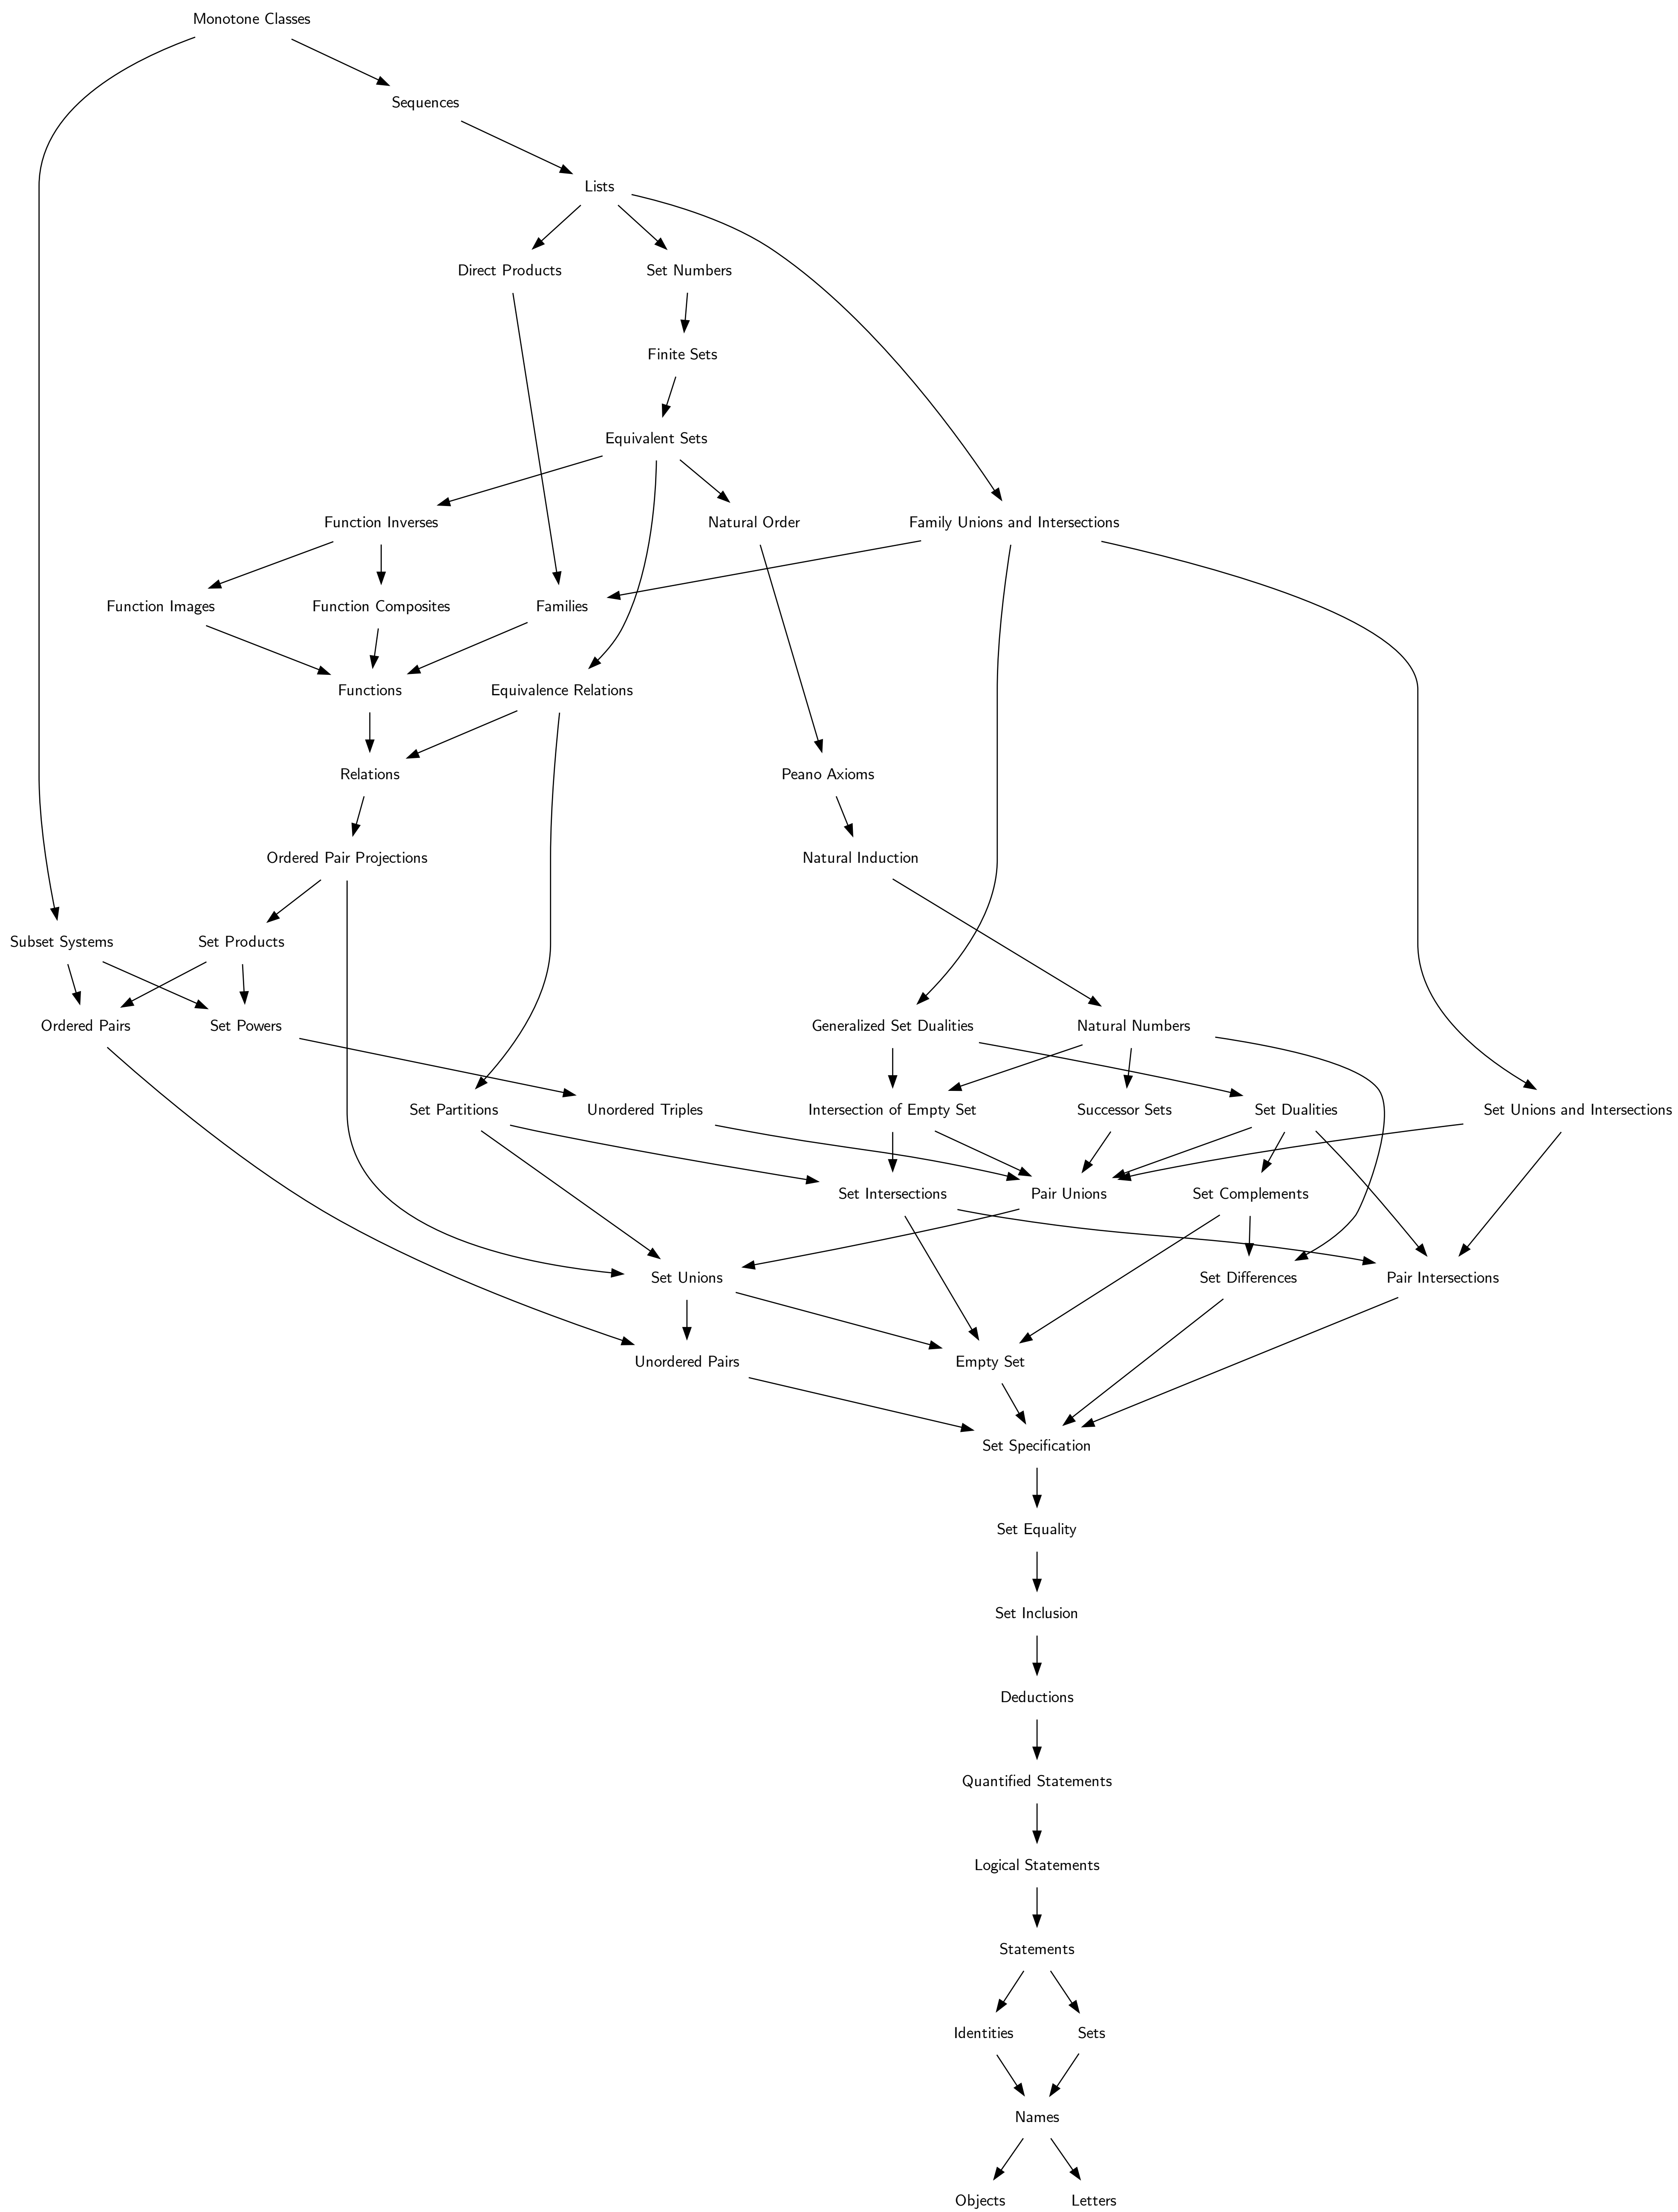 Monotone Classes
Sequences
Lists
Direct Products
Set Numbers
Finite Sets
Equivalent Sets
Function Inverses
Natural Order
Family Unions and Intersections
Function Images
Function Composites
Families
Functions
Equivalence Relations
Relations
Peano Axioms
Ordered Pair Projections
Natural Induction
Subset Systems
Set Products
Ordered Pairs
Set Powers
Generalized Set Dualities
Natural Numbers
Set Partitions
Unordered Triples
Intersection of Empty Set
Successor Sets
Set Dualities
Set Unions and Intersections
Set Intersections
Pair Unions
Set Complements
Set Unions
Set Differences
Pair Intersections
Unordered Pairs
Empty Set
Set Specification
Set Equality
Set Inclusion
Deductions
Quantified Statements
Logical Statements
Statements
Identities
Sets
Names
Objects
Letters